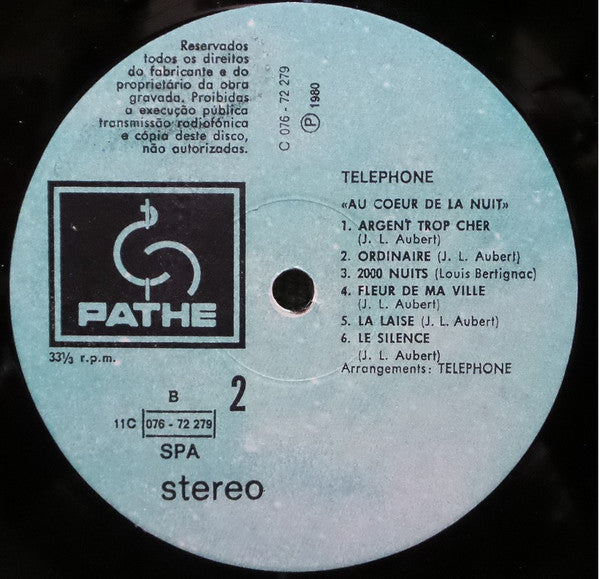 Reservados
todos os direitos
do fabricante e do
proprietário da obra
gravada. Proibidas
a execução pública
transmissão radiofónica
e cópia deste disco,
não autorizadas.
C 076 - 72 279
Ⓟ 1980
PATHE
33⅓ r.p.m.
B 2
11C 076 - 72 279
SPA
stereo
TELEPHONE
«AU COEUR DE LA NUIT»
1. ARGENT TROP CHER
(J. L. Aubert)
2. ORDINAIRE (J. L. Aubert)
3. 2000 NUITS (Louis Bertignac)
4. FLEUR DE MA VILLE
(J. L. Aubert)
5. LA LAISE (J. L. Aubert)
6. LE SILENCE
(J. L. Aubert)
Arrangements: TELEPHONE